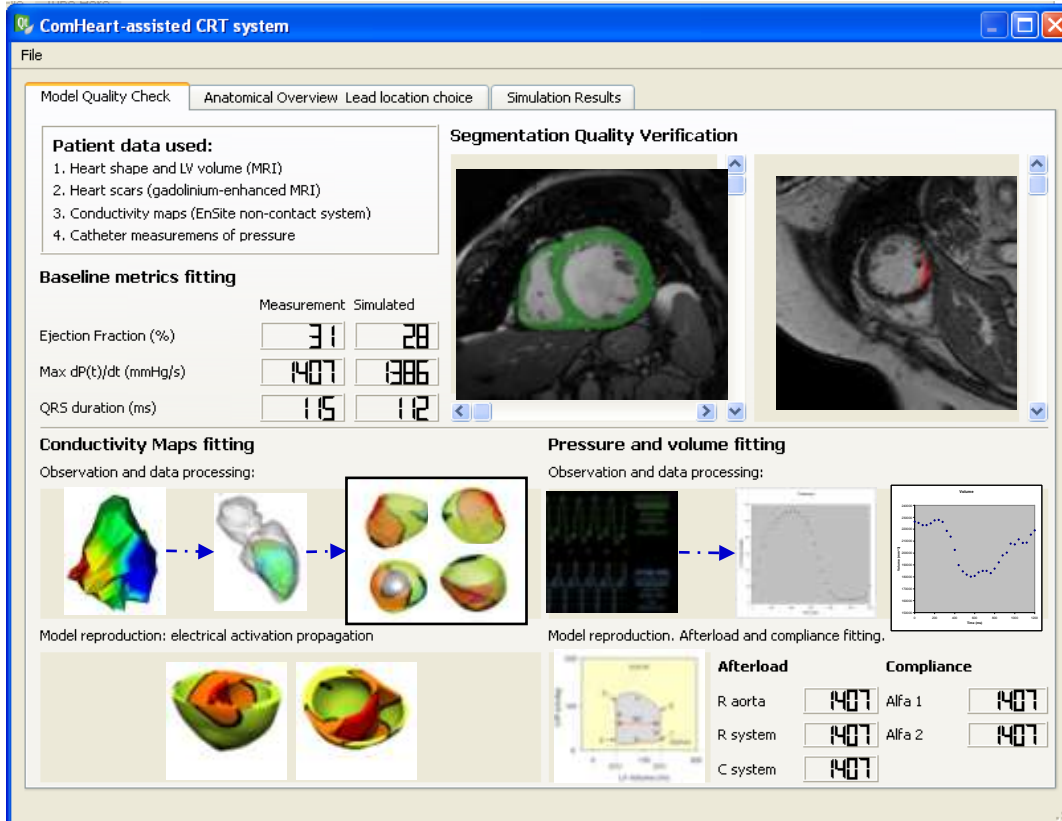 ComHeart-assisted CRT system
File
Model Quality Check
Anatomical Overview Lead location choice
Simulation Results
Patient data used:
1. Heart shape and LV volume (MRI)
2. Heart scars (gadolinium-enhanced MRI)
3. Conductivity maps (EnSite non-contact system)
4. Catheter measuremens of pressure
Segmentation Quality Verification
Baseline metrics fitting
Measurement Simulated
Ejection Fraction (%) 31 28
Max dP(t)/dt (mmHg/s) 1407 1386
QRS duration (ms) 115 112
Conductivity Maps fitting
Observation and data processing:
Model reproduction: electrical activation propagation
Pressure and volume fitting
Observation and data processing:
Volume
Time (ms)
Model reproduction. Afterload and compliance fitting.
Afterload Compliance
R aorta 1407 Alfa 1 1407
R system 1407 Alfa 2 1407
C system 1407